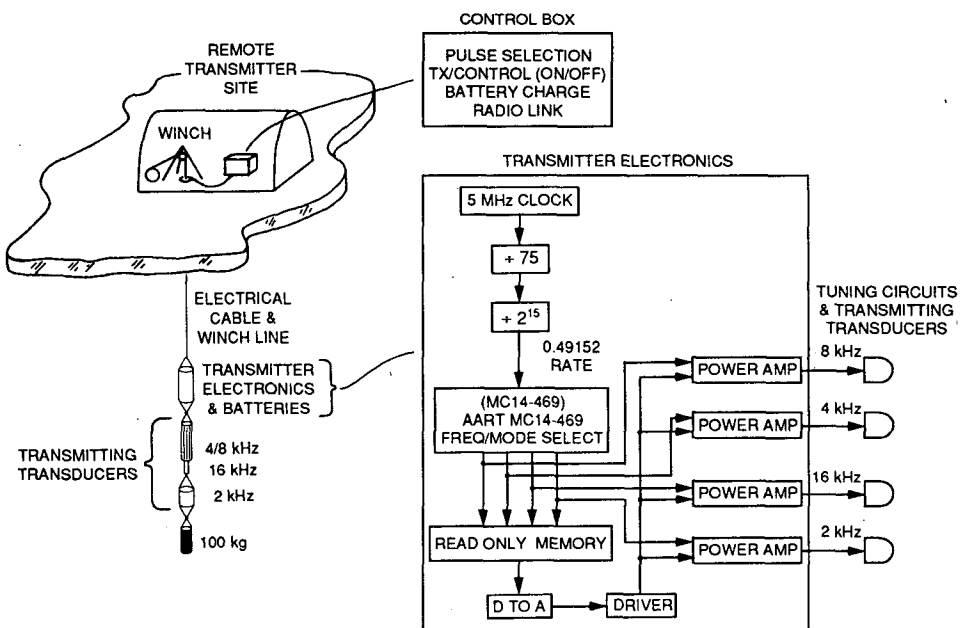 CONTROL BOX
PULSE SELECTION
TX/CONTROL (ON/OFF)
BATTERY CHARGE
RADIO LINK
REMOTE
TRANSMITTER
SITE
WINCH
ELECTRICAL
CABLE &
WINCH LINE
TRANSMITTER
ELECTRONICS
& BATTERIES
TRANSMITTING
TRANSDUCERS
4/8 kHz
16 kHz
2 kHz
100 kg
TRANSMITTER ELECTRONICS
5 MHz CLOCK
÷ 75
÷ 2¹⁵
0.49152
RATE
(MC14-469)
AART MC14-469
FREQ/MODE SELECT
READ ONLY MEMORY
D TO A
DRIVER
POWER AMP
POWER AMP
POWER AMP
POWER AMP
TUNING CIRCUITS
& TRANSMITTING
TRANSDUCERS
8 kHz
4 kHz
16 kHz
2 kHz